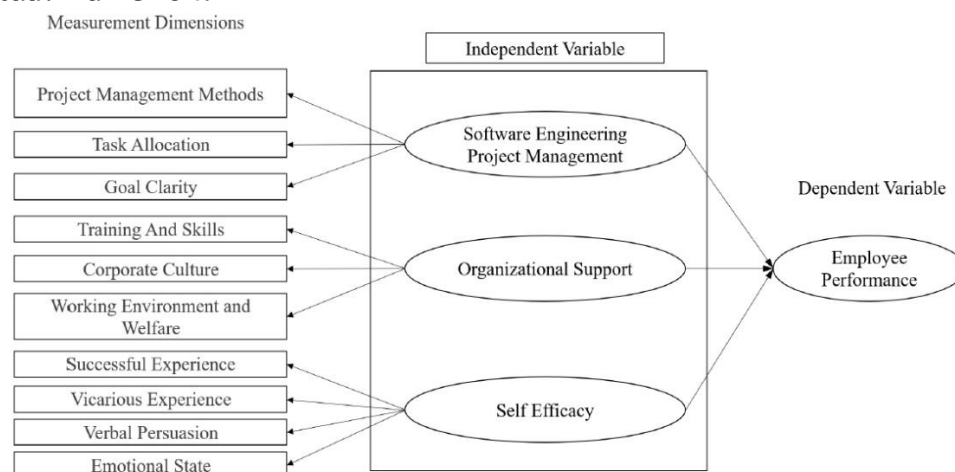 Measurement Dimensions
Independent Variable
Project Management Methods
Task Allocation
Goal Clarity
Training And Skills
Corporate Culture
Working Environment and
Welfare
Successful Experience
Vicarious Experience
Verbal Persuasion
Emotional State
Software Engineering
Project Management
Organizational Support
Self Efficacy
Dependent Variable
Employee
Performance